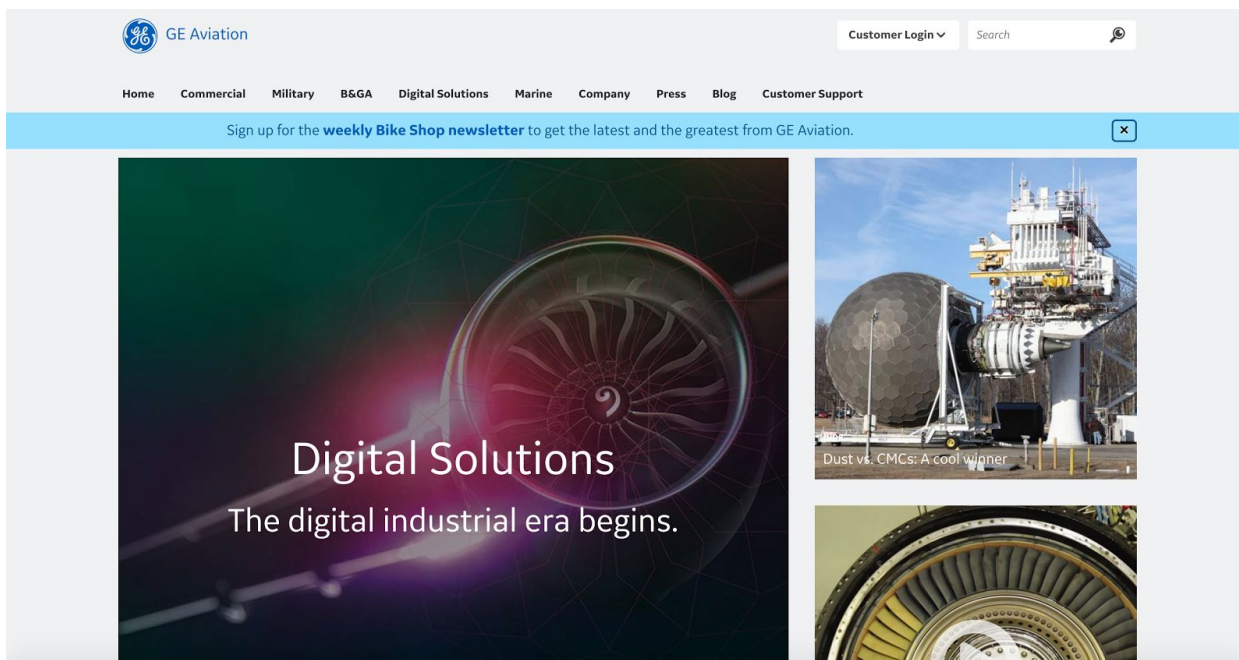 GE Aviation
Customer Login
Search
Home Commercial Military B&GA Digital Solutions Marine Company Press Blog Customer Support
Sign up for the weekly Bike Shop newsletter to get the latest and the greatest from GE Aviation.
Digital Solutions
The digital industrial era begins.
Blog
Dust vs. CMCs: A cool winner